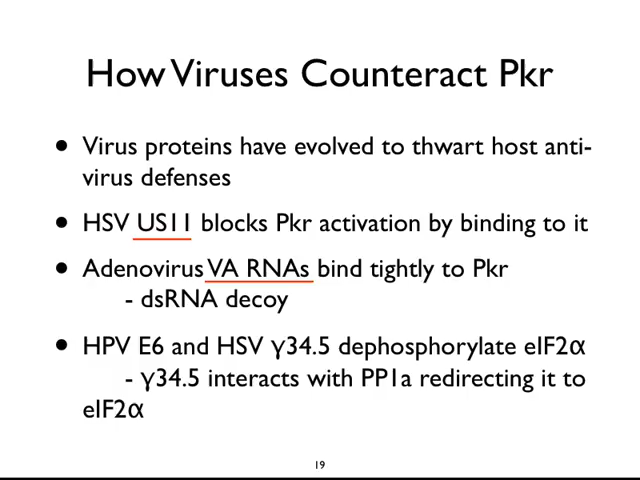 How Viruses Counteract Pkr
• Virus proteins have evolved to thwart host anti-
virus defenses
• HSV US11 blocks Pkr activation by binding to it
• Adenovirus VA RNAs bind tightly to Pkr
- dsRNA decoy
• HPV E6 and HSV γ34.5 dephosphorylate eIF2α
- γ34.5 interacts with PP1a redirecting it to
eIF2α
19